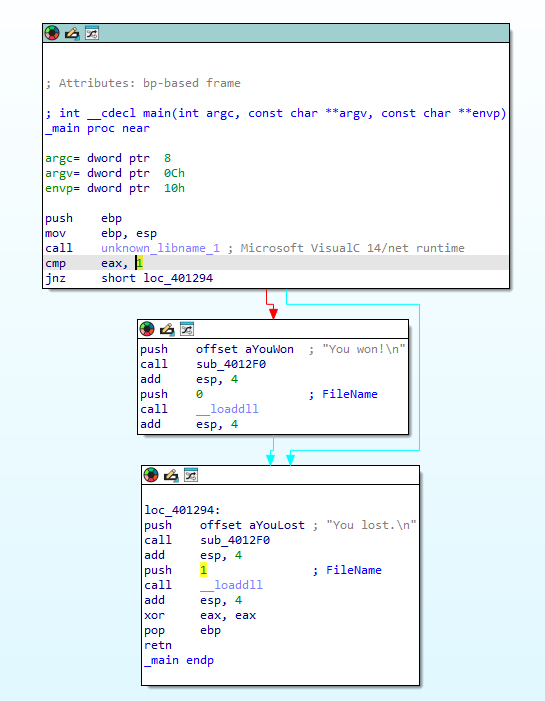 ; Attributes: bp-based frame
; int __cdecl main(int argc, const char **argv, const char **envp)
_main proc near
argc= dword ptr  8
argv= dword ptr  0Ch
envp= dword ptr  10h
push    ebp
mov     ebp, esp
call    unknown_libname_1 ; Microsoft VisualC 14/net runtime
cmp     eax, 1
jnz     short loc_401294
push    offset aYouWon  ; "You won!\n"
call    sub_4012F0
add     esp, 4
push    0               ; FileName
call    __loaddll
add     esp, 4
loc_401294:
push    offset aYouLost ; "You lost.\n"
call    sub_4012F0
add     esp, 4
push    1               ; FileName
call    __loaddll
add     esp, 4
xor     eax, eax
pop     ebp
retn
_main endp